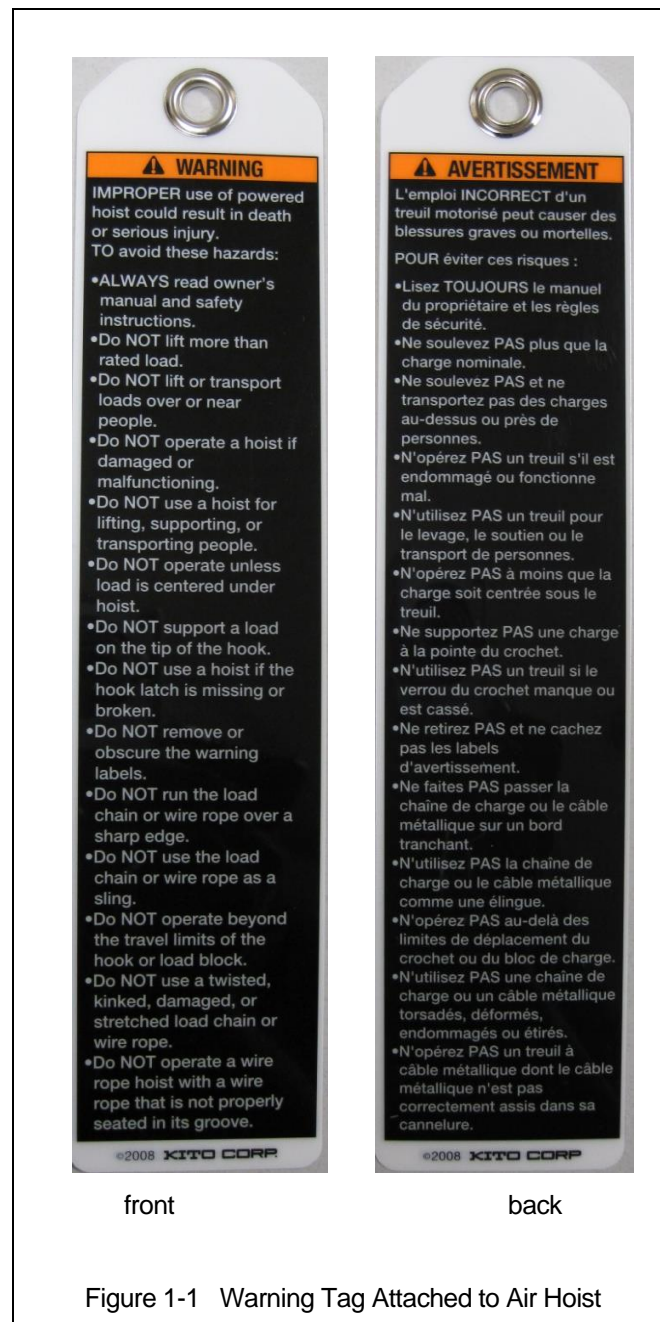 WARNING
IMPROPER use of powered
hoist could result in death
or serious injury.
TO avoid these hazards:
•ALWAYS read owner's
manual and safety
instructions.
•Do NOT lift more than
rated load.
•Do NOT lift or transport
loads over or near
people.
•Do NOT operate a hoist if
damaged or
malfunctioning.
•Do NOT use a hoist for
lifting, supporting, or
transporting people.
•Do NOT operate unless
load is centered under
hoist.
•Do NOT support a load
on the tip of the hook.
•Do NOT use a hoist if the
hook latch is missing or
broken.
•Do NOT remove or
obscure the warning
labels.
•Do NOT run the load
chain or wire rope over a
sharp edge.
•Do NOT use the load
chain or wire rope as a
sling.
•Do NOT operate beyond
the travel limits of the
hook or load block.
•Do NOT use a twisted,
kinked, damaged, or
stretched load chain or
wire rope.
•Do NOT operate a wire
rope hoist with a wire
rope that is not properly
seated in its groove.
©2008 KITO CORP.
front
AVERTISSEMENT
L'emploi INCORRECT d'un
treuil motorisé peut causer des
blessures graves ou mortelles.
POUR éviter ces risques :
•Lisez TOUJOURS le manuel
du propriétaire et les règles
de sécurité.
•Ne soulevez PAS plus que la
charge nominale.
•Ne soulevez PAS et ne
transportez pas des charges
au-dessus ou près de
personnes.
•N'opérez PAS un treuil s'il est
endommagé ou fonctionne
mal.
•N'utilisez PAS un treuil pour
le levage, le soutien ou le
transport de personnes.
•N'opérez PAS à moins que la
charge soit centrée sous le
treuil.
•Ne supportez PAS une charge
à la pointe du crochet.
•N'utilisez PAS un treuil si le
verrou du crochet manque ou
est cassé.
•Ne retirez PAS et ne cachez
pas les labels
d'avertissement.
•Ne faites PAS passer la
chaîne de charge ou le câble
métallique sur un bord
tranchant.
•N'utilisez PAS la chaîne de
charge ou le câble métallique
comme une élingue.
•N'opérez PAS au-delà des
limites de déplacement du
crochet ou du bloc de charge.
•N'utilisez PAS une chaîne de
charge ou un câble métallique
torsadés, déformés,
endommagés ou étirés.
•N'opérez PAS un treuil à
câble métallique dont le câble
métallique n'est pas
correctement assis dans sa
cannelure.
©2008 KITO CORP
back
Figure 1-1 Warning Tag Attached to Air Hoist